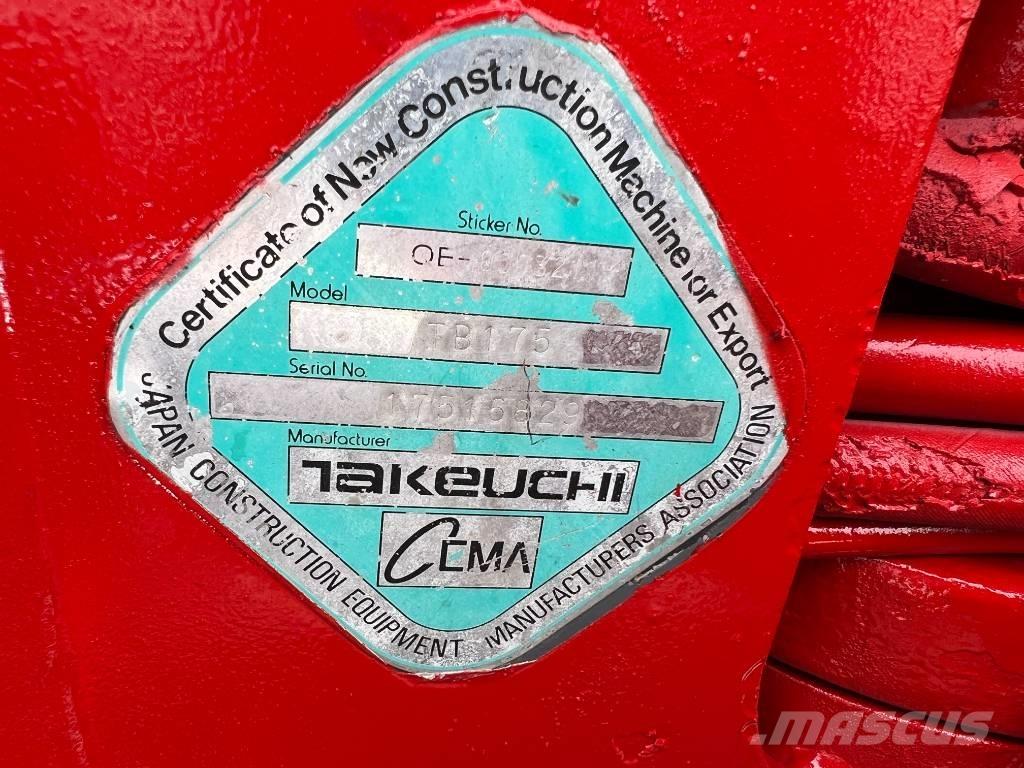 Certificate of New Construction Machine for Export
Sticker No.
Model
TB175
Serial No.
17515829
Manufacturer
TAKEUCHI
CEMA
JAPAN CONSTRUCTION EQUIPMENT MANUFACTURERS ASSOCIATION
MASCUS